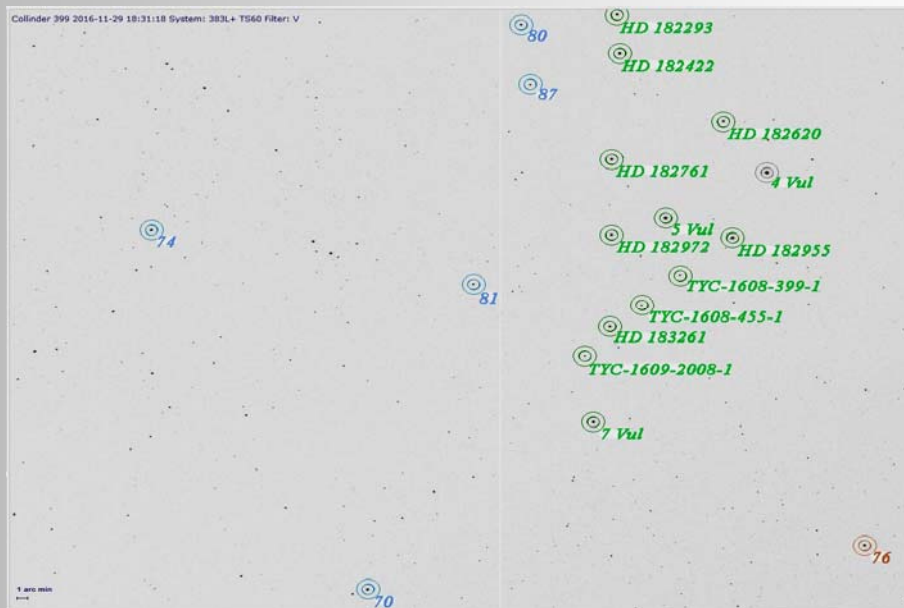 Collinder 399 2016-11-29 18:31:18 System: 383L+ TS60 Filter: V
80
HD 182293
HD 182422
87
HD 182620
HD 182761
4 Vul
5 Vul
74
HD 182972
HD 182955
81
TYC-1608-399-1
TYC-1608-455-1
HD 183261
TYC-1609-2008-1
7 Vul
76
1 arc min
70